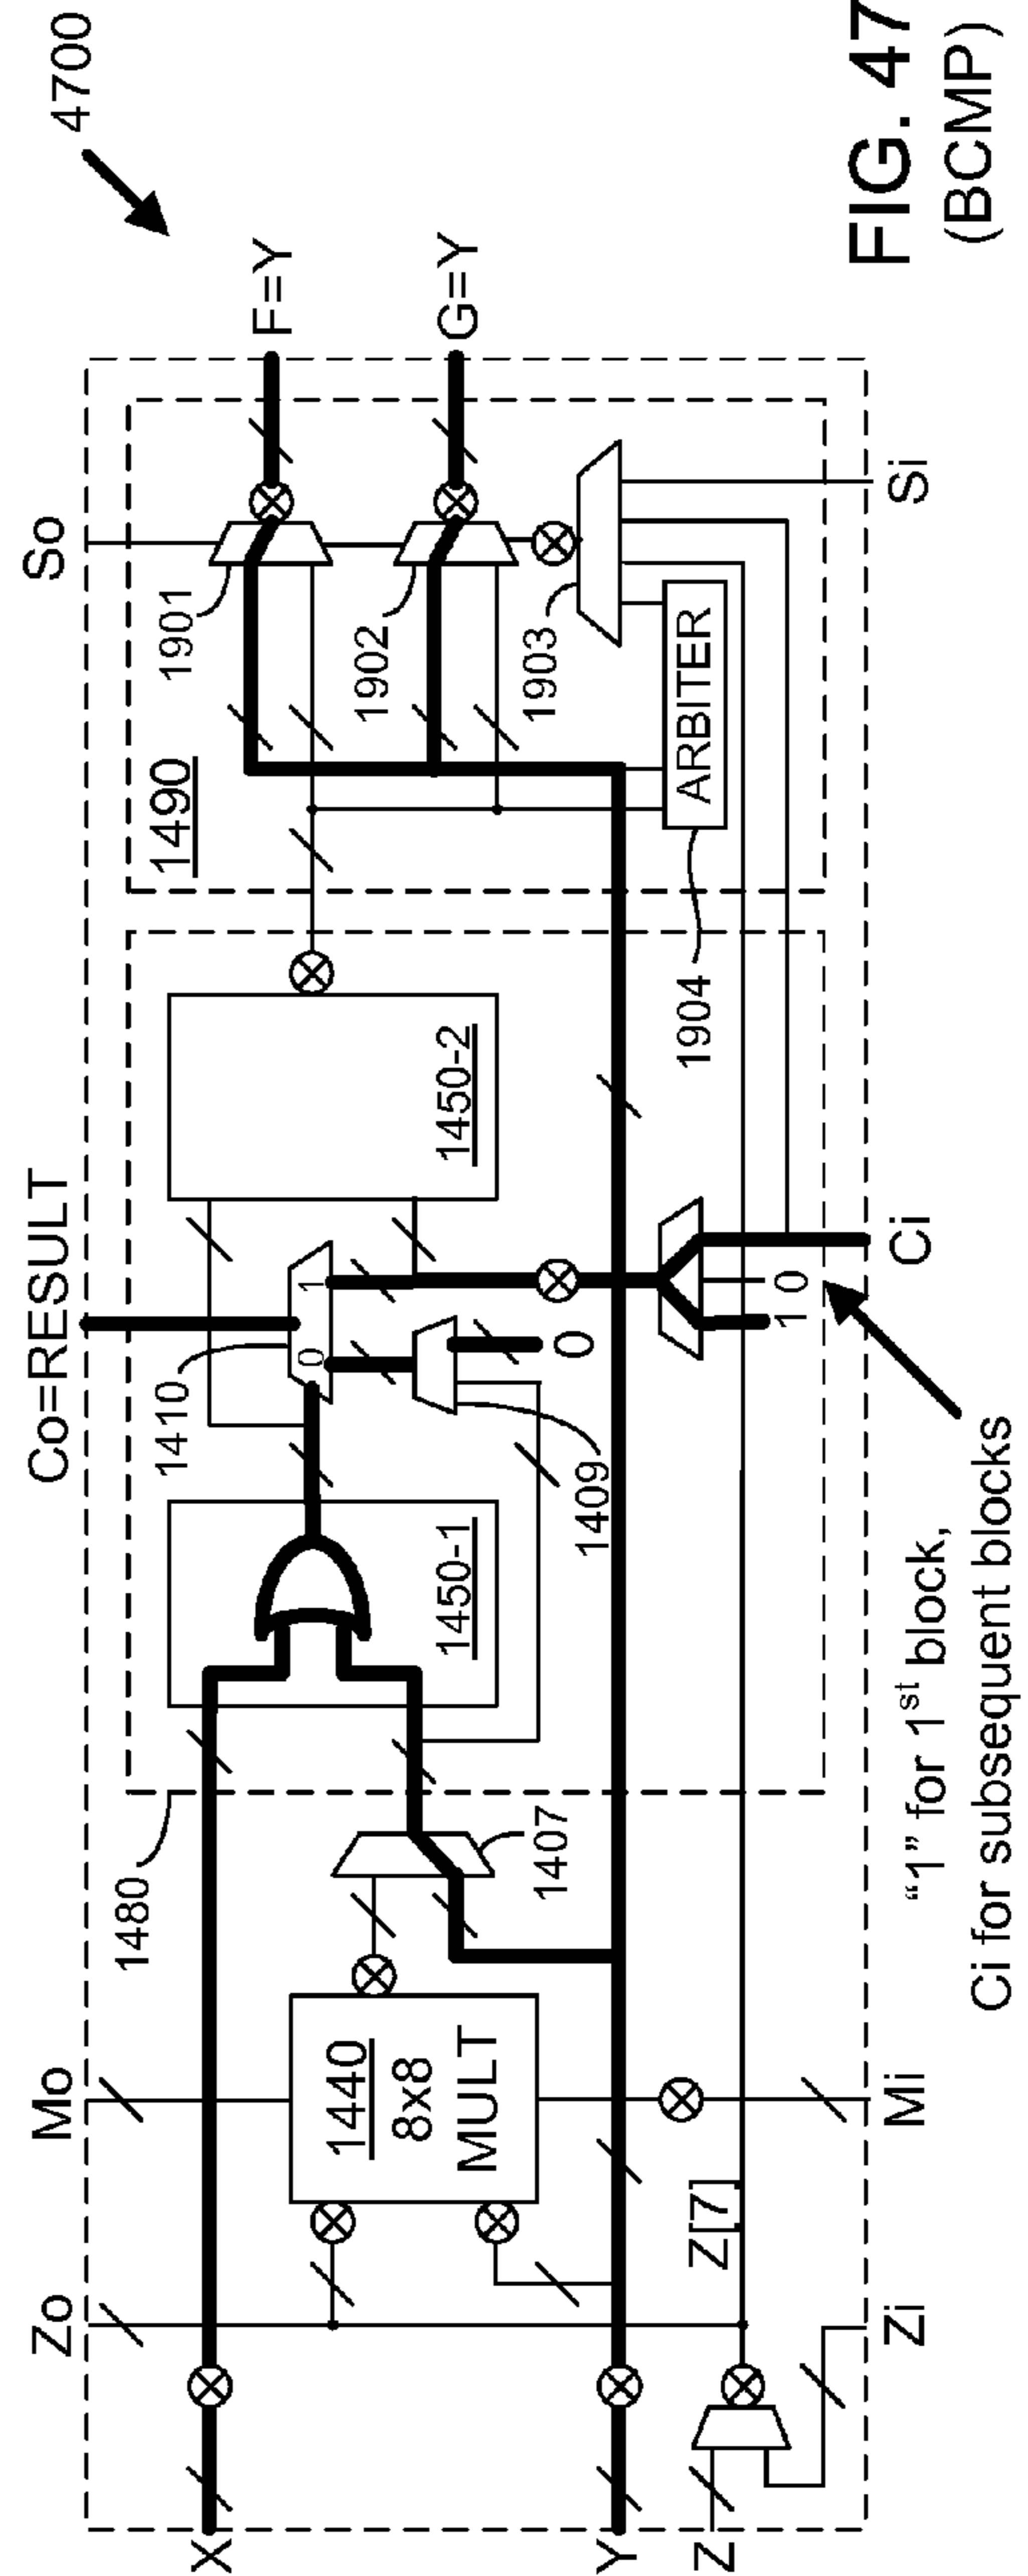 4700
Co=RESULT
So
Zo
Mo
1480
1410
1490
1901
F=Y
X
1440
8x8
MULT
1450-1
0
1
1450-2
1902
G=Y
1407
1409
0
1903
Y
Z[7]
1904
ARBITER
Z
1
0
Zi
Mi
Ci
Si
“1” for 1st block,
Ci for subsequent blocks
FIG. 47
(BCMP)